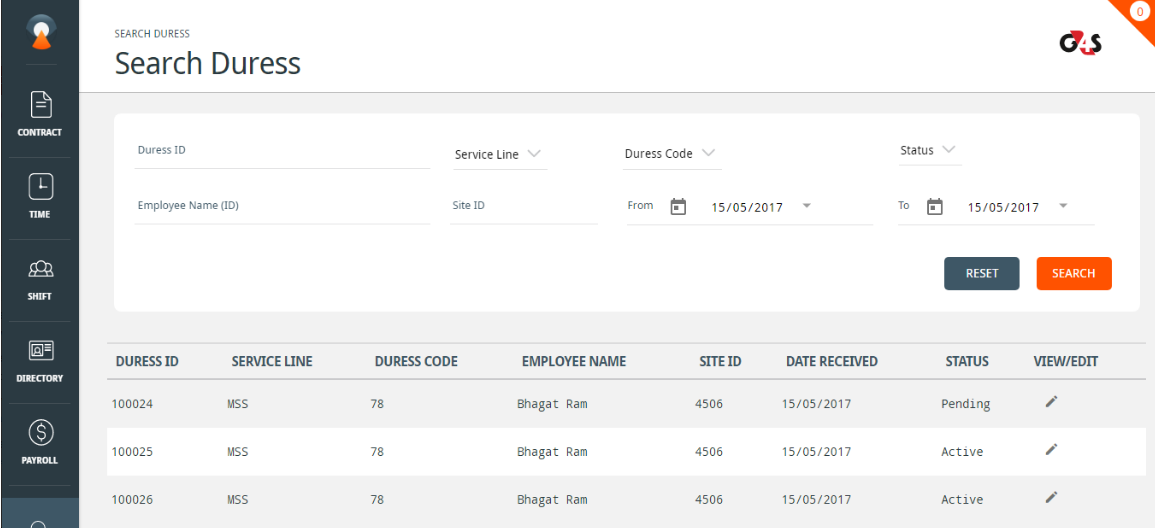 0
SEARCH DURESS
Search Duress
G4S
CONTRACT
TIME
SHIFT
DIRECTORY
PAYROLL
Duress ID
Service Line
Duress Code
Status
Employee Name (ID)
Site ID
From 15/05/2017
To 15/05/2017
RESET
SEARCH
DURESS ID SERVICE LINE DURESS CODE EMPLOYEE NAME SITE ID DATE RECEIVED STATUS VIEW/EDIT
100024 MSS 78 Bhagat Ram 4506 15/05/2017 Pending
100025 MSS 78 Bhagat Ram 4506 15/05/2017 Active
100026 MSS 78 Bhagat Ram 4506 15/05/2017 Active